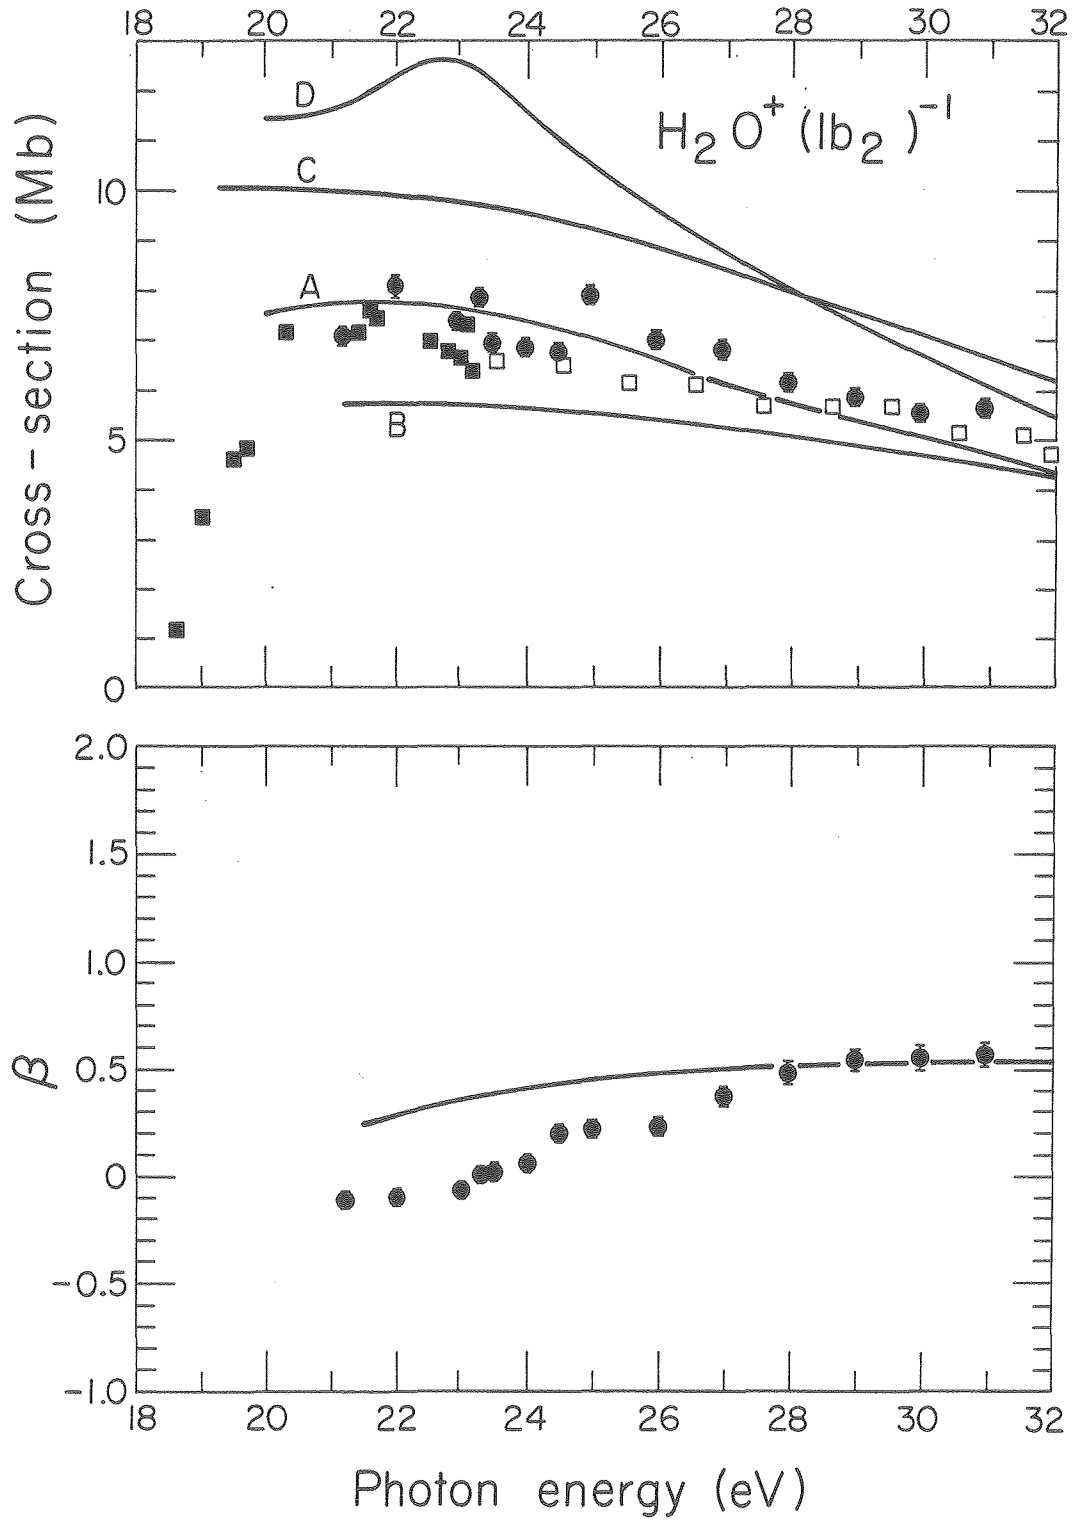 18 20 22 24 26 28 30 32
D
H₂O⁺(1b₂)⁻¹
C
10
A
B
5
0
Cross-section (Mb)
2.0
1.5
1.0
0.5
0
-0.5
-1.0
β
18 20 22 24 26 28 30 32
Photon energy (eV)